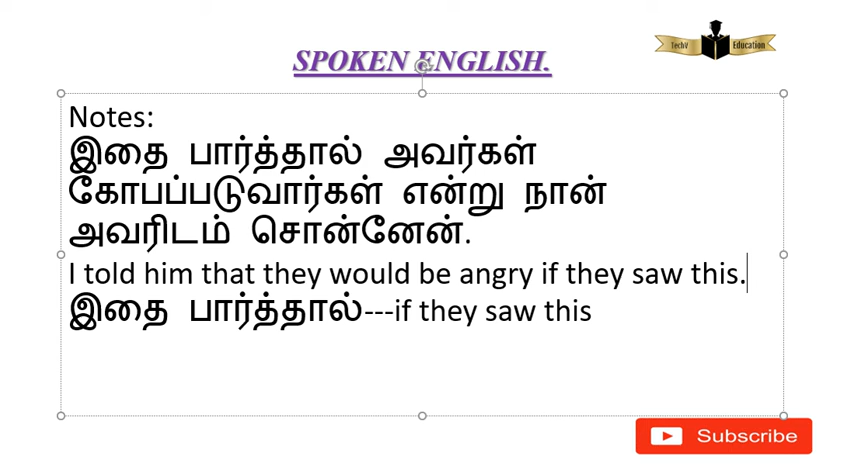 SPOKEN ENGLISH.
TechV Education
Notes:
இதை பார்த்தால் அவர்கள்
கோபப்படுவார்கள் என்று நான்
அவரிடம் சொன்னேன்.
I told him that they would be angry if they saw this.
இதை பார்த்தால்---if they saw this
Subscribe